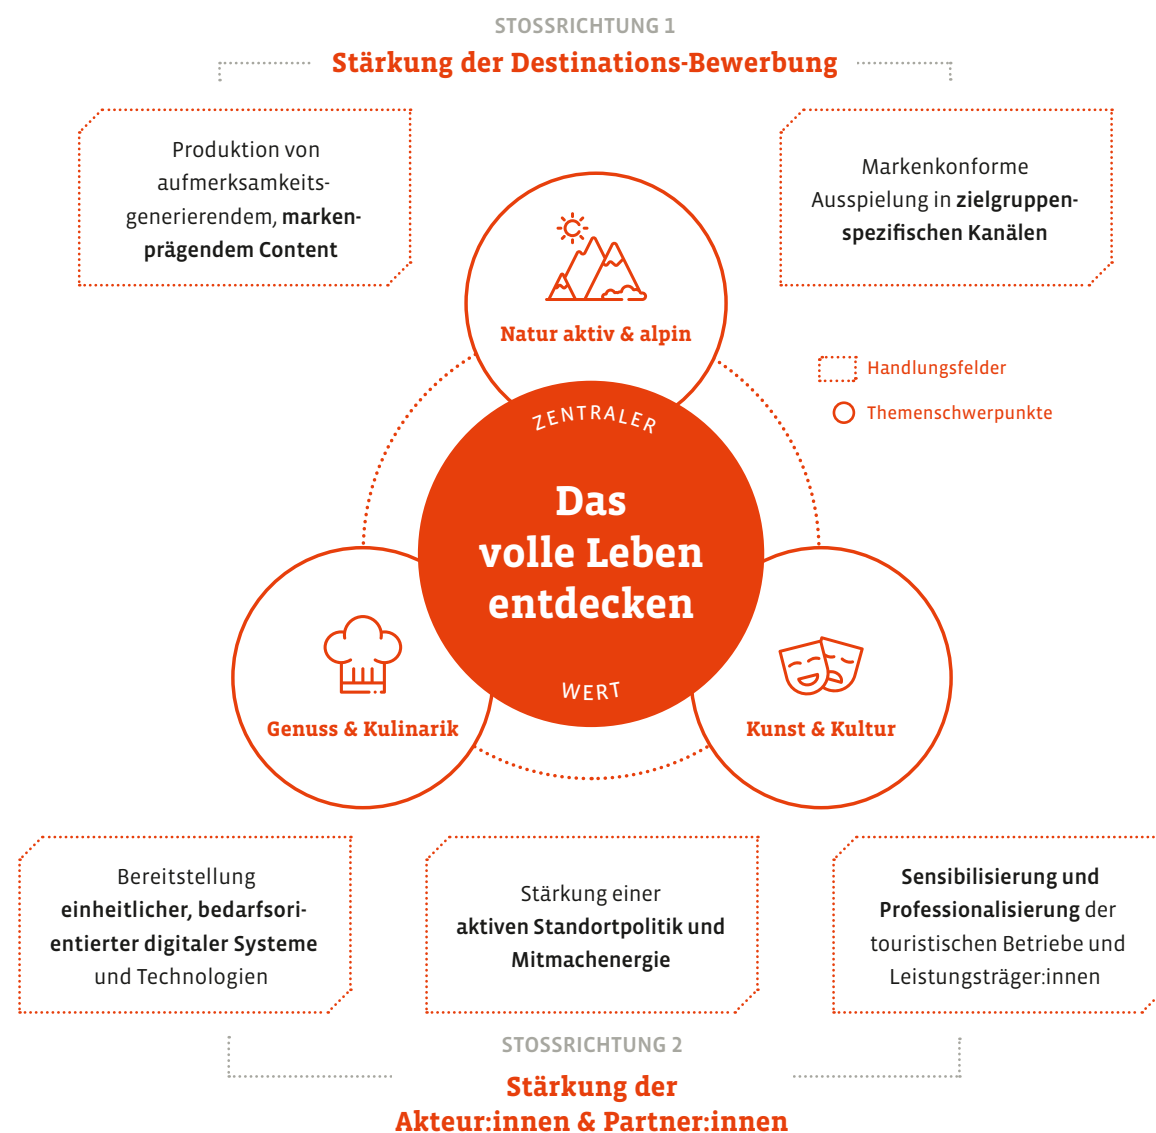 STOSSRICHTUNG 1
Stärkung der Destinations-Bewerbung
Produktion von
aufmerksamkeits-
generierendem, marken-
prägendem Content
Markenkonforme
Ausspielung in zielgruppen-
spezifischen Kanälen
Natur aktiv & alpin
Handlungsfelder
Themenschwerpunkte
ZENTRALER
Das
volle Leben
entdecken
WERT
Genuss & Kulinarik
Kunst & Kultur
Bereitstellung
einheitlicher, bedarfsori-
entierter digitaler Systeme
und Technologien
Stärkung einer
aktiven Standortpolitik und
Mitmachenergie
Sensibilisierung und
Professionalisierung der
touristischen Betriebe und
Leistungsträger:innen
STOSSRICHTUNG 2
Stärkung der
Akteur:innen & Partner:innen